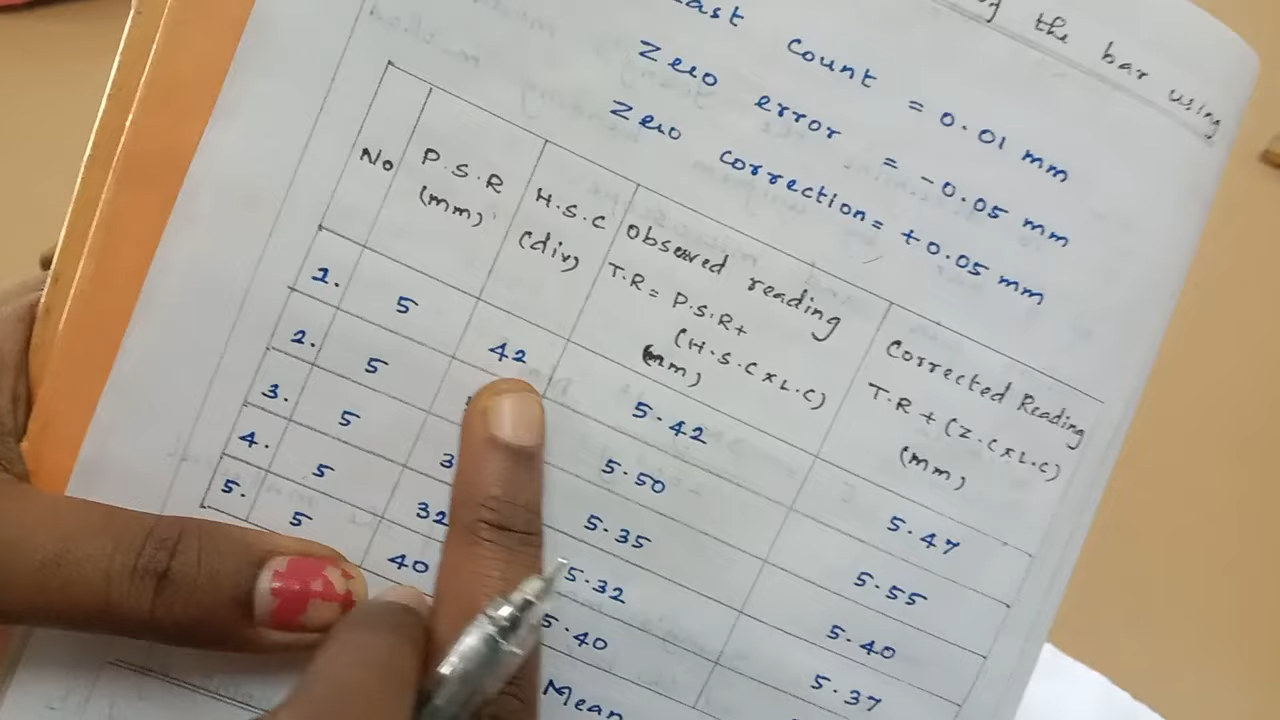 of the bar using
Count = 0.01 mm
Zero error = -0.05 mm
Zero correction = +0.05 mm
No
P.S.R
(mm)
H.S.C
(div)
Observed reading
T.R = P.S.R +
(H.S.C x L.C)
(mm)
Corrected Reading
T.R + (Z.C x L.C)
(mm)
1. 5 42 5.42 5.47
2. 5 5.50 5.55
3. 5 5.35 5.40
4. 5 32 5.32 5.37
5. 5 40 5.40
Mean